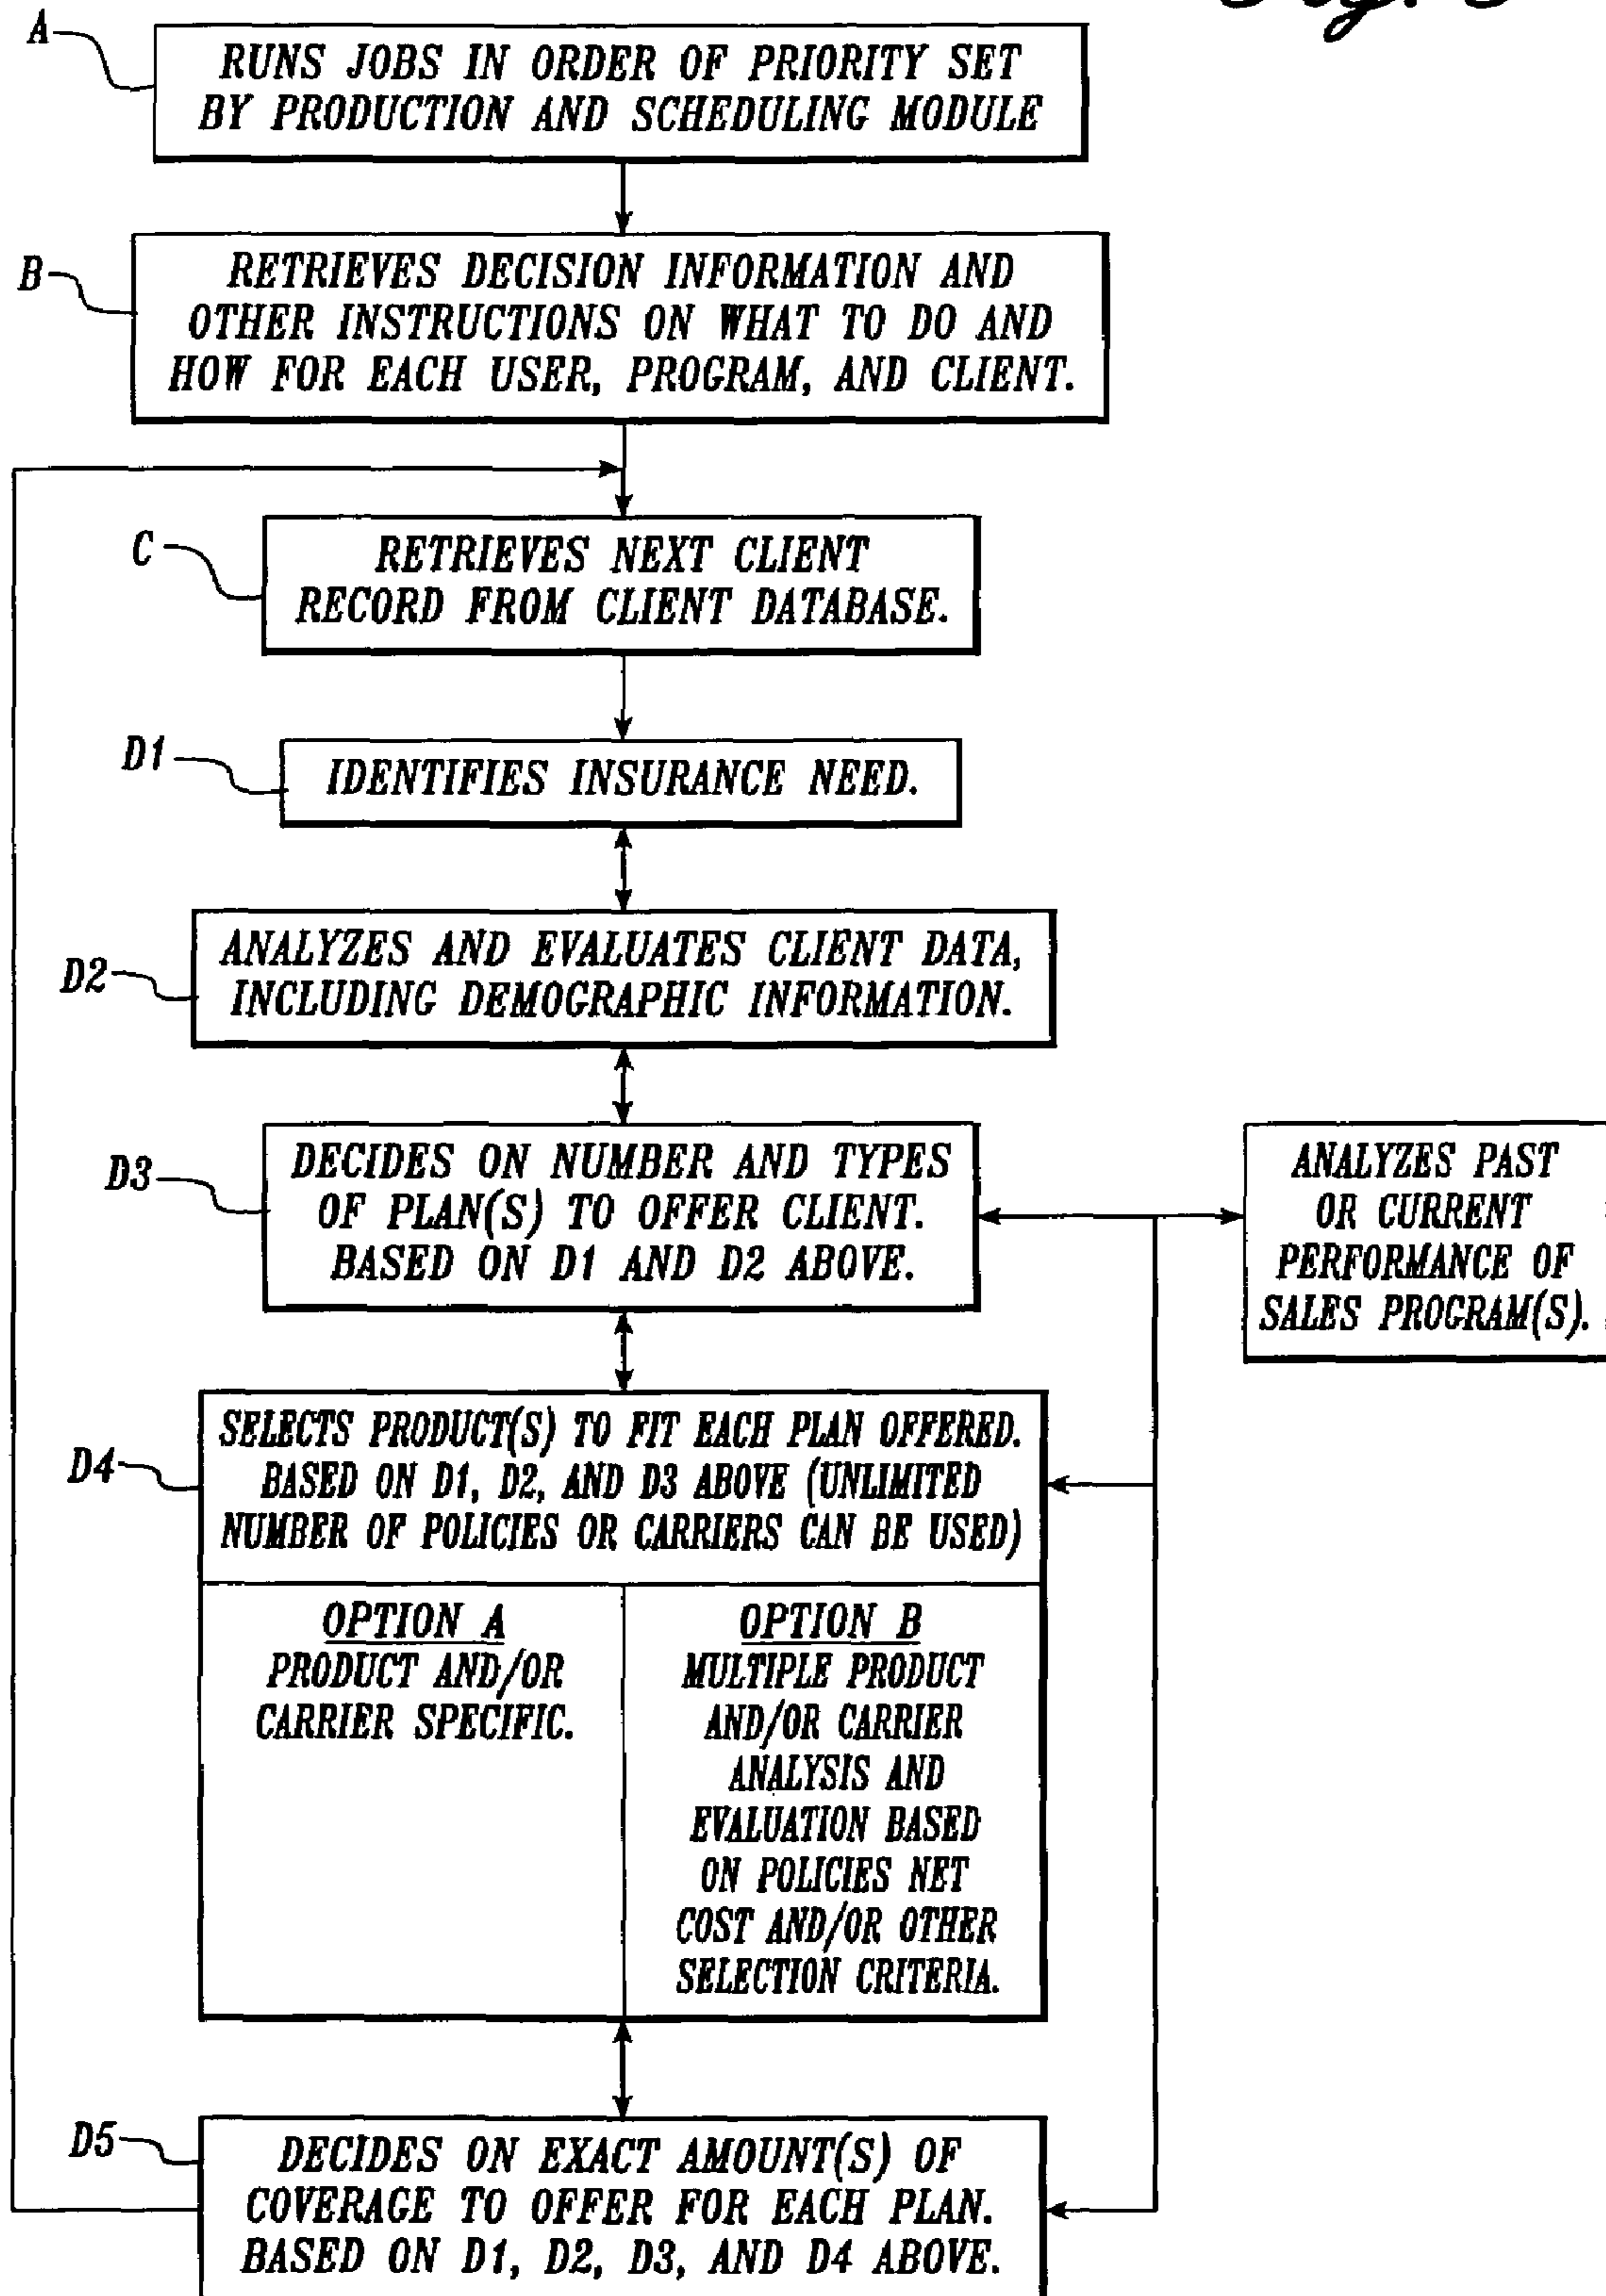 A
RUNS JOBS IN ORDER OF PRIORITY SET
BY PRODUCTION AND SCHEDULING MODULE
B
RETRIEVES DECISION INFORMATION AND
OTHER INSTRUCTIONS ON WHAT TO DO AND
HOW FOR EACH USER, PROGRAM, AND CLIENT.
C
RETRIEVES NEXT CLIENT
RECORD FROM CLIENT DATABASE.
D1
IDENTIFIES INSURANCE NEED.
D2
ANALYZES AND EVALUATES CLIENT DATA,
INCLUDING DEMOGRAPHIC INFORMATION.
D3
DECIDES ON NUMBER AND TYPES
OF PLAN(S) TO OFFER CLIENT.
BASED ON D1 AND D2 ABOVE.
ANALYZES PAST
OR CURRENT
PERFORMANCE OF
SALES PROGRAM(S).
D4
SELECTS PRODUCT(S) TO FIT EACH PLAN OFFERED.
BASED ON D1, D2, AND D3 ABOVE (UNLIMITED
NUMBER OF POLICIES OR CARRIERS CAN BE USED)
OPTION A
PRODUCT AND/OR
CARRIER SPECIFIC.
OPTION B
MULTIPLE PRODUCT
AND/OR CARRIER
ANALYSIS AND
EVALUATION BASED
ON POLICIES NET
COST AND/OR OTHER
SELECTION CRITERIA.
D5
DECIDES ON EXACT AMOUNT(S) OF
COVERAGE TO OFFER FOR EACH PLAN.
BASED ON D1, D2, D3, AND D4 ABOVE.